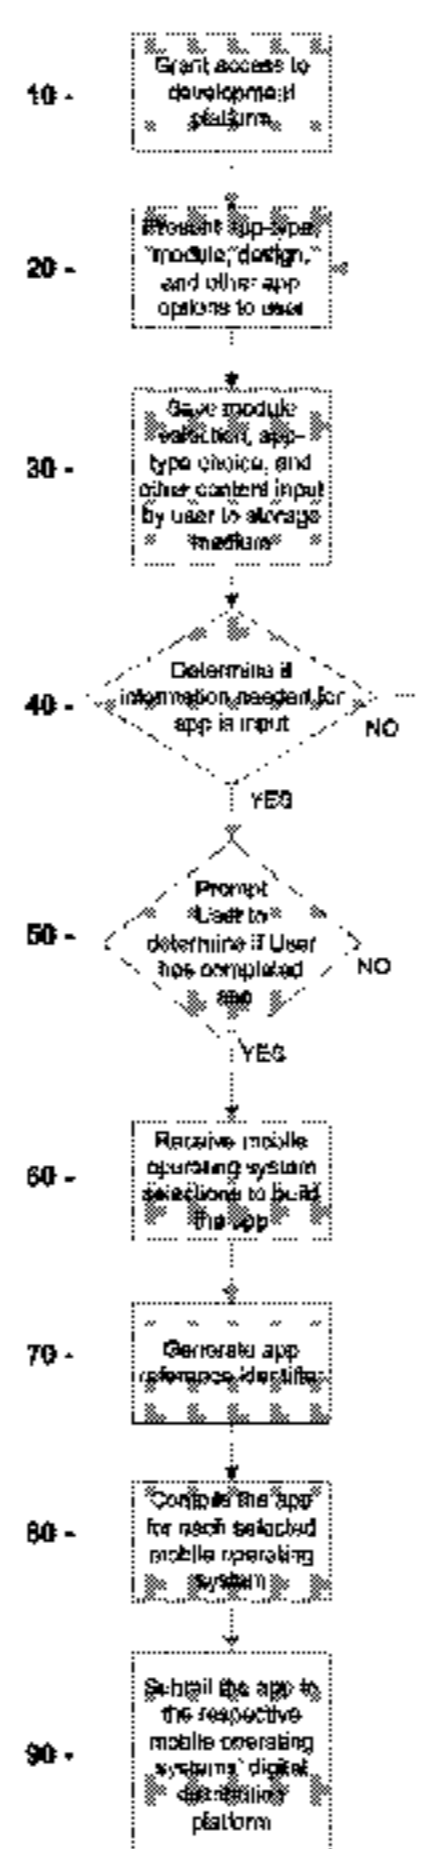 10 -
Grant access to
development
platform
20 -
Present app-type,
module, design,
and other app
options to user
30 -
Save module
selection, app-
type choice, and
other content input
by user to storage
medium
40 -
Determine if
information needed for
app is input
NO
YES
50 -
Prompt
User to
determine if User
has completed
app
NO
YES
60 -
Receive mobile
operating system
selections to build
the app
70 -
Generate app
reference identifier
80 -
Compile the app
for each selected
mobile operating
system
90 -
Submit the app to
the respective
mobile operating
systems' digital
distribution
platform